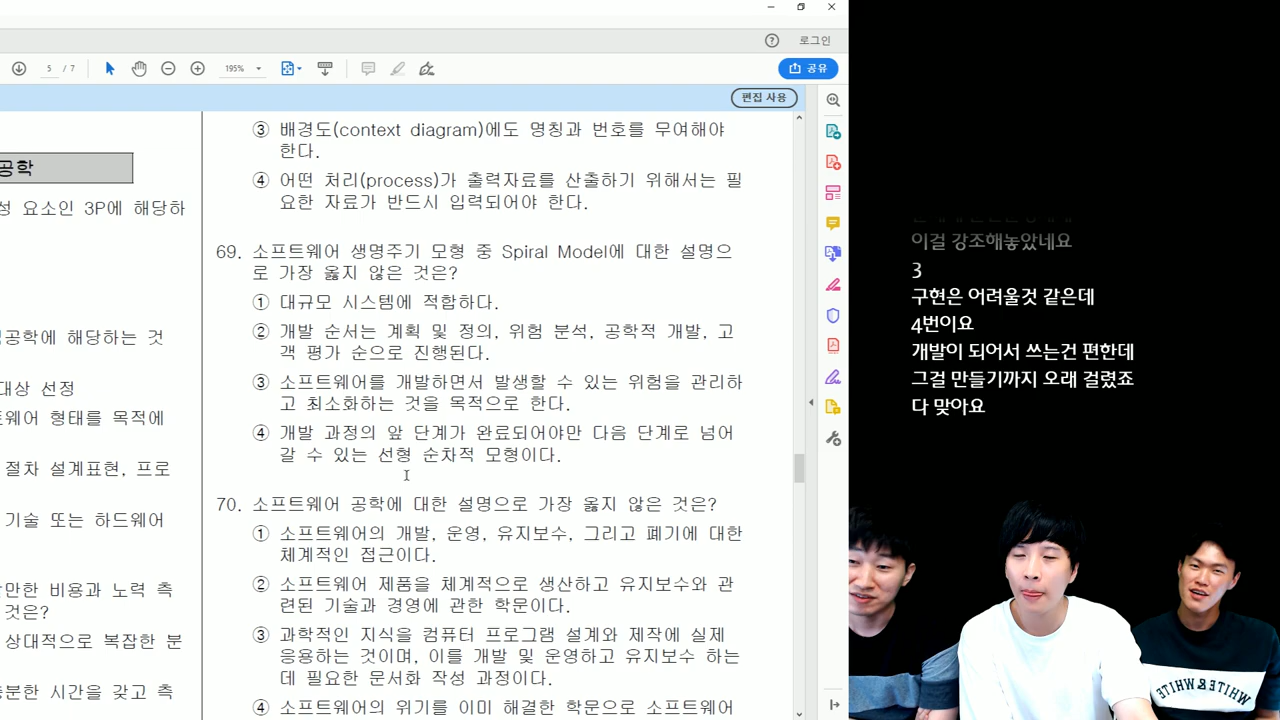 로그인
5 / 7
195%
공유
편집 사용
공학
성 요소인 3P에 해당하
공학에 해당하는 것
대상 선정
웨어 형태를 목적에
절차 설계표현, 프로
기술 또는 하드웨어
만한 비용과 노력 측
것은?
상대적으로 복잡한 분
충분한 시간을 갖고 측
③ 배경도(context diagram)에도 명칭과 번호를 무여해야
한다.
④ 어떤 처리(process)가 출력자료를 산출하기 위해서는 필
요한 자료가 반드시 입력되어야 한다.
69. 소프트웨어 생명주기 모형 중 Spiral Model에 대한 설명으
로 가장 옳지 않은 것은?
① 대규모 시스템에 적합하다.
② 개발 순서는 계획 및 정의, 위험 분석, 공학적 개발, 고
객 평가 순으로 진행된다.
③ 소프트웨어를 개발하면서 발생할 수 있는 위험을 관리하
고 최소화하는 것을 목적으로 한다.
④ 개발 과정의 앞 단계가 완료되어야만 다음 단계로 넘어
갈 수 있는 선형 순차적 모형이다.
70. 소프트웨어 공학에 대한 설명으로 가장 옳지 않은 것은?
① 소프트웨어의 개발, 운영, 유지보수, 그리고 폐기에 대한
체계적인 접근이다.
② 소프트웨어 제품을 체계적으로 생산하고 유지보수와 관
련된 기술과 경영에 관한 학문이다.
③ 과학적인 지식을 컴퓨터 프로그램 설계와 제작에 실제
응용하는 것이며, 이를 개발 및 운영하고 유지보수 하는
데 필요한 문서화 작성 과정이다.
④ 소프트웨어의 위기를 이미 해결한 학문으로 소프트웨어
이걸 강조해놓았네요
3
구현은 어려울것 같은데
4번이요
개발이 되어서 쓰는건 편한데
그걸 만들기까지 오래 걸렸죠
다 맞아요
WHITE&WHITE